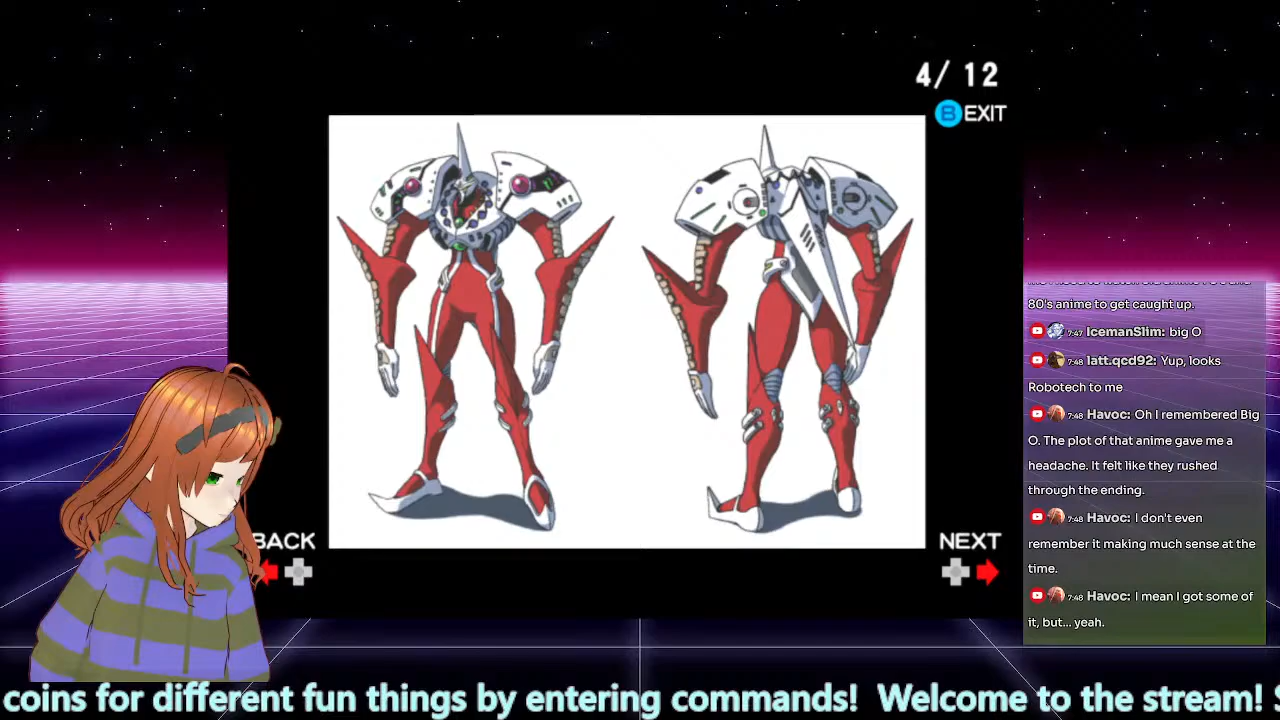 4/ 12
B EXIT
80's anime to get caught up.
7:47 IcemanSlim: big O
7:48 latt.qcd92: Yup, looks
Robotech to me
7:48 Havoc: Oh I remembered Big
O. The plot of that anime gave me a
headache. It felt like they rushed
through the ending.
7:48 Havoc: I don't even
remember it making much sense at the
time.
7:48 Havoc: I mean I got some of
it, but... yeah.
BACK
NEXT
coins for different fun things by entering commands!  Welcome to the stream! S